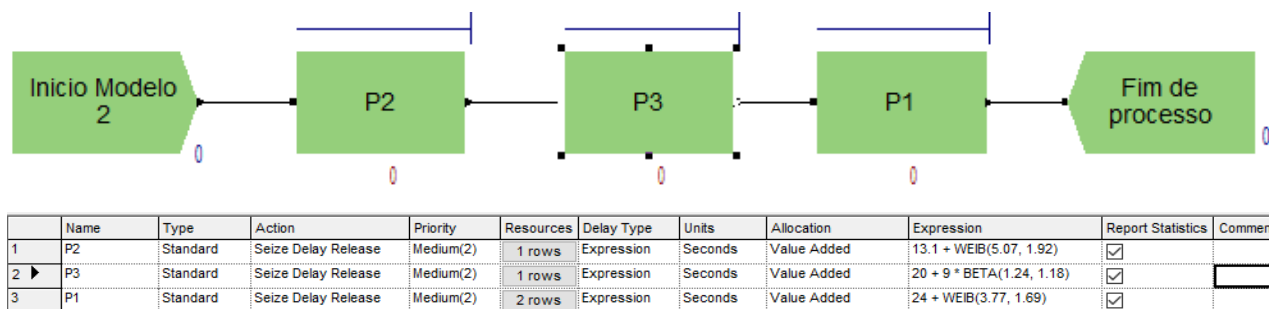 Inicio Modelo
2
P2
P3
P1
Fim de
processo
0
0
0
0
0
Name Type Action Priority Resources Delay Type Units Allocation Expression Report Statistics Commen
1 P2 Standard Seize Delay Release Medium(2) 1 rows Expression Seconds Value Added 13.1 + WEIB(5.07, 1.92)
2 P3 Standard Seize Delay Release Medium(2) 1 rows Expression Seconds Value Added 20 + 9 * BETA(1.24, 1.18)
3 P1 Standard Seize Delay Release Medium(2) 2 rows Expression Seconds Value Added 24 + WEIB(3.77, 1.69)